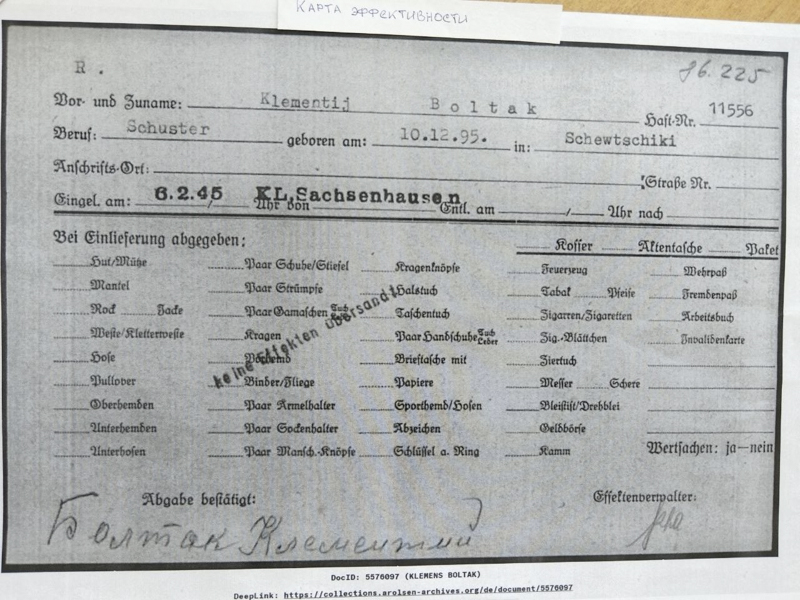 КАРТА ЭФФЕКТИВНОСТИ
R.
86.225
Vor- und Zuname: Klementij Boltak Haft-Nr. 11556
Beruf: Schuster geboren am: 10.12.95. in: Schewtschiki
Anschrifts-Ort: Straße Nr.
Eingel. am: 6.2.45 / Uhr von KL.Sachsenhausen Entl. am / Uhr nach
Bei Einlieferung abgegeben: Koffer Aktentasche Paket
Hut/Mütze Paar Schuhe/Stiefel Kragenknöpfe Feuerzeug Wehrpaß
Mantel Paar Strümpfe Halstuch Tabak Pfeife Fremdenpaß
Rock Jacke Paar Gamaschen Tuch Taschentuch Zigarren/Zigaretten Arbeitsbuch
Weste/Kletterweste Kragen Paar Handschuhe Tuch Leder Zig.-Blättchen Invalidenkarte
Hose Vorhemd Brieftasche mit Ziertuch
keine Effekten übersandt
Pullover Binder/Fliege Papiere Messer Schere
Oberhemden Paar Ärmelhalter Sporthemd/Hosen Bleistift/Drehblei
Unterhemden Paar Sockenhalter Abzeichen Geldbörse Wertsachen: ja—nein
Unterhosen Paar Mansch.-Knöpfe Schlüssel a. Ring Kamm
Abgabe bestätigt: Effektenverwalter:
Болтак Клементий
DocID: 5576097 (KLEMENS BOLTAK)
DeepLink: https://collections.arolsen-archives.org/de/document/5576097